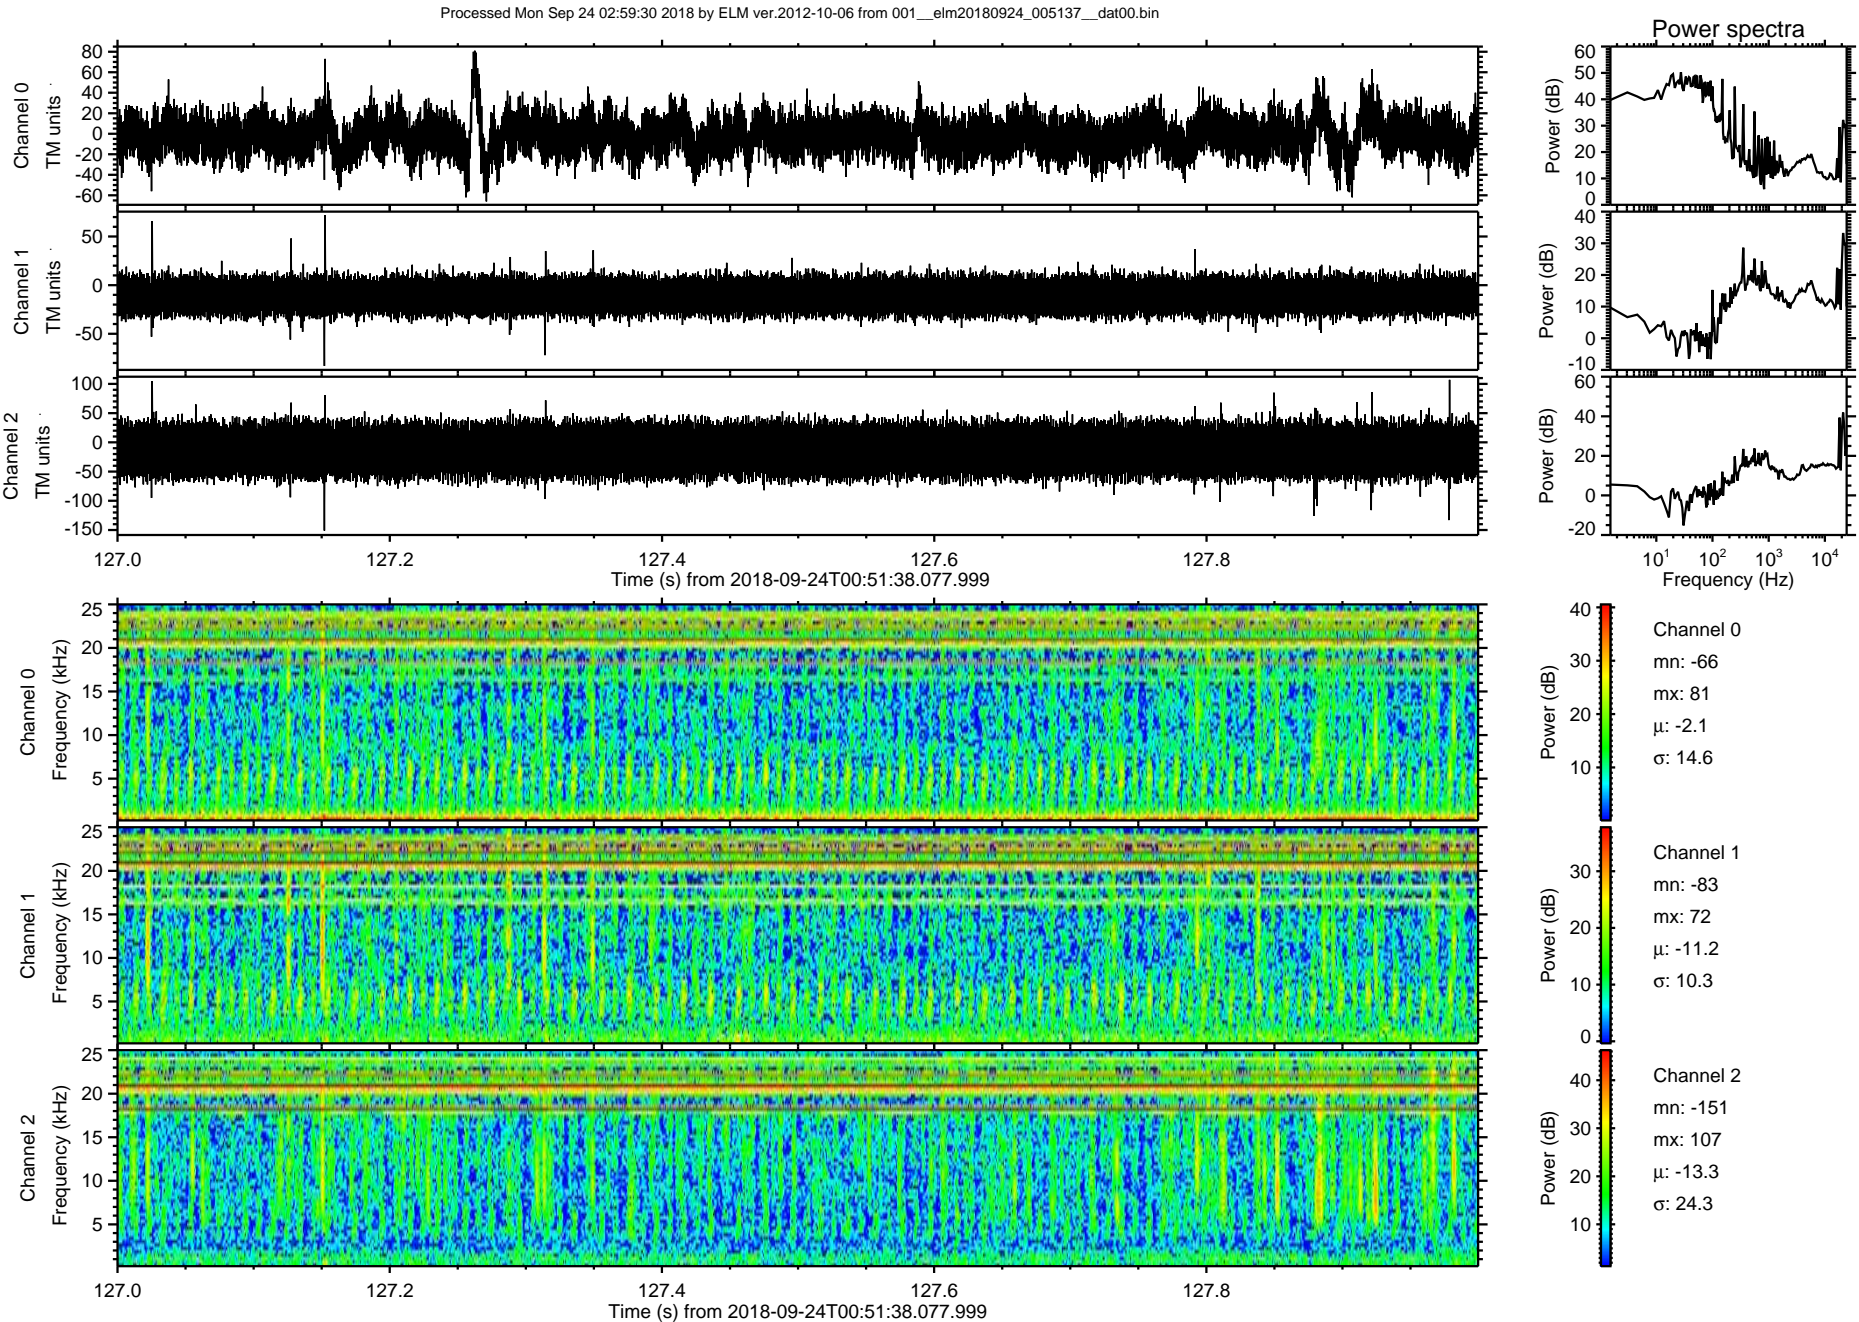 Processed Mon Sep 24 02:59:30 2018 by ELM ver.2012-10-06 from 001__elm20180924_005137__dat00.bin
Power spectra
Channel 0
TM units
80
60
40
20
0
-20
-40
-60
Power (dB)
60
50
40
30
20
10
0
Channel 1
TM units
50
0
-50
Power (dB)
40
30
20
10
0
-10
Channel 2
TM units
100
50
0
-50
-100
-150
Power (dB)
60
40
20
0
-20
127.0 127.2 127.4 127.6 127.8
Time (s) from 2018-09-24T00:51:38.077.999
10^1 10^2 10^3 10^4
Frequency (Hz)
Channel 0
Frequency (kHz)
25
20
15
10
5
Power (dB)
40
30
20
10
Channel 0
mn: -66
mx: 81
μ: -2.1
σ: 14.6
Channel 1
Frequency (kHz)
25
20
15
10
5
Power (dB)
30
20
10
0
Channel 1
mn: -83
mx: 72
μ: -11.2
σ: 10.3
Channel 2
Frequency (kHz)
25
20
15
10
5
Power (dB)
40
30
20
10
Channel 2
mn: -151
mx: 107
μ: -13.3
σ: 24.3
127.0 127.2 127.4 127.6 127.8
Time (s) from 2018-09-24T00:51:38.077.999